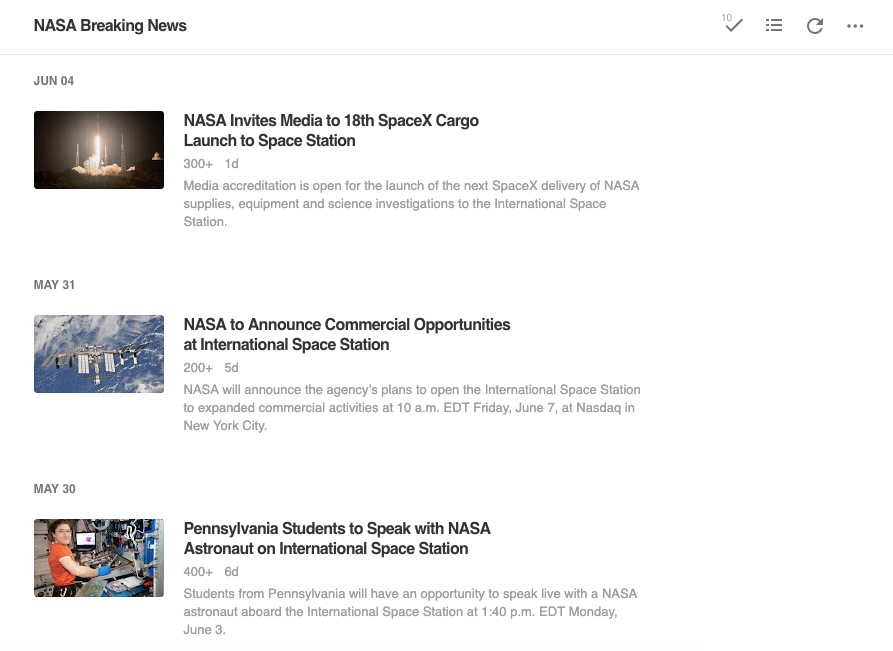 NASA Breaking News
10
JUN 04
NASA Invites Media to 18th SpaceX Cargo
Launch to Space Station
300+ 1d
Media accreditation is open for the launch of the next SpaceX delivery of NASA
supplies, equipment and science investigations to the International Space
Station.
MAY 31
NASA to Announce Commercial Opportunities
at International Space Station
200+ 5d
NASA will announce the agency's plans to open the International Space Station
to expanded commercial activities at 10 a.m. EDT Friday, June 7, at Nasdaq in
New York City.
MAY 30
Pennsylvania Students to Speak with NASA
Astronaut on International Space Station
400+ 6d
Students from Pennsylvania will have an opportunity to speak live with a NASA
astronaut aboard the International Space Station at 1:40 p.m. EDT Monday,
June 3.